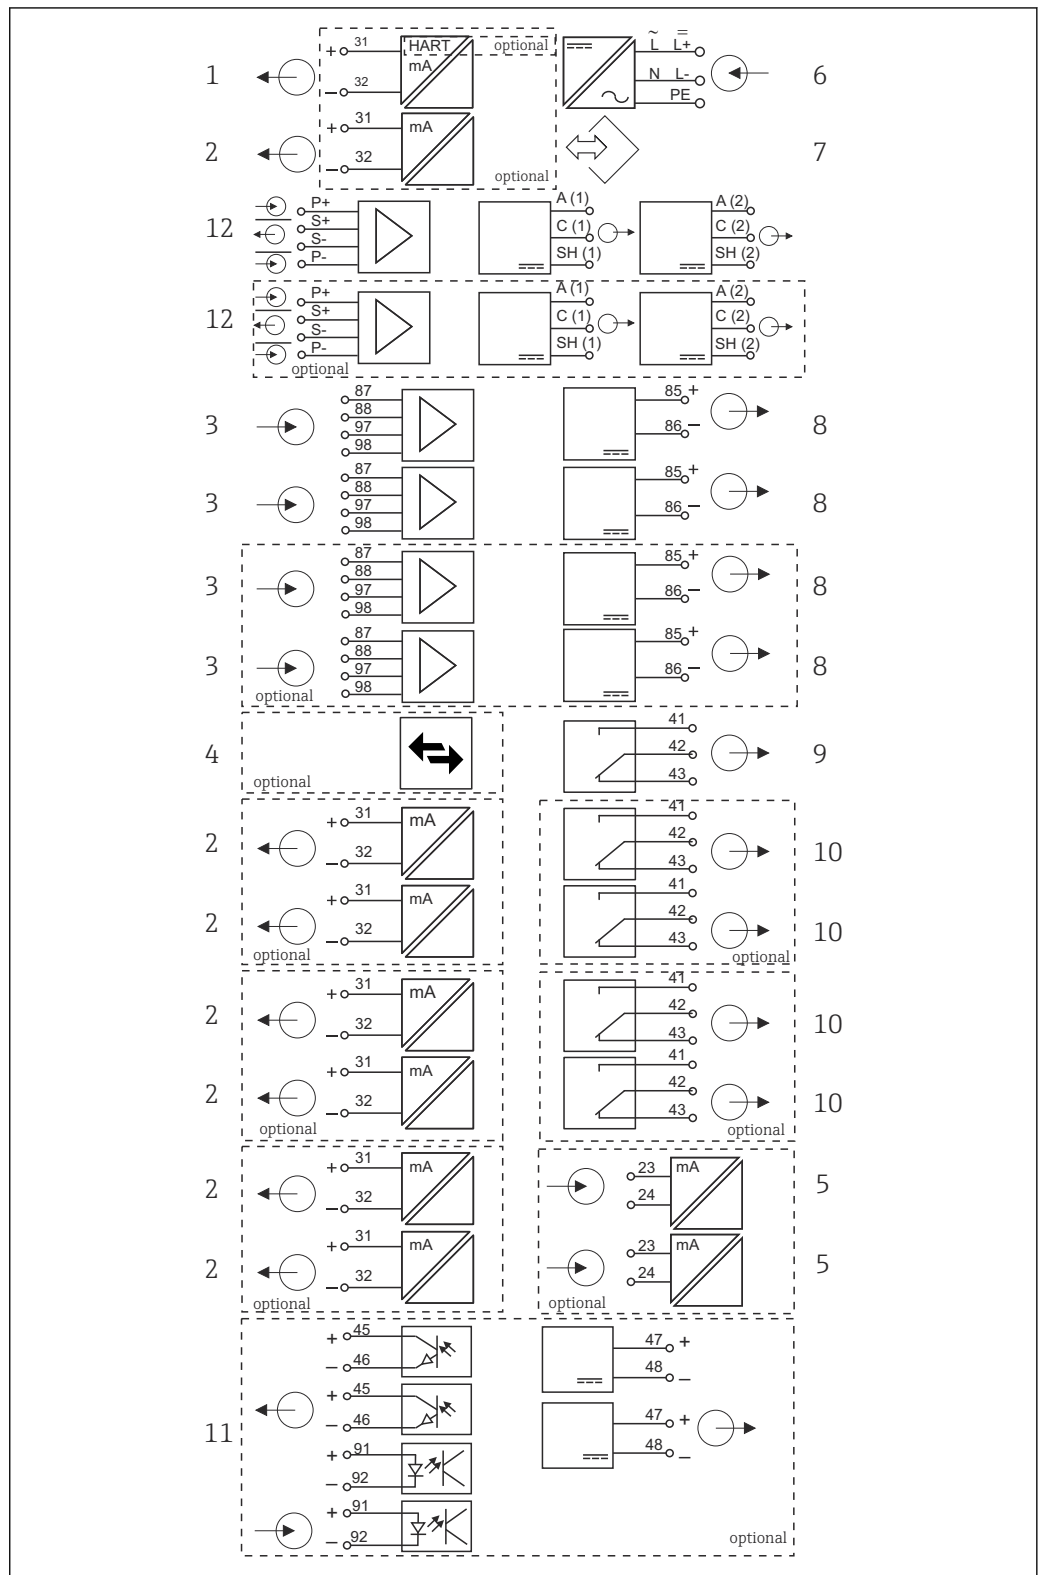 ~ =
+ 31 HART optional L L+
1 mA 6
– 32 N L-
PE
+ 31 mA
2 7
– 32 optional
P+ A (1) A (2)
12 S+ C (1) C (2)
S- SH (1) SH (2)
P-
P+ A (1) A (2)
12 S+ C (1) C (2)
S- SH (1) SH (2)
P-
optional
87 85 +
3 88 8
97 86 –
98
87 85 +
3 88 8
97 86 –
98
87 85 +
3 88 8
97 86 –
98
87 85 +
3 88 8
97 86 –
optional 98
4 41
optional 42 9
43
+ 31 mA 41
2 42 10
– 32 43
+ 31 mA 41
2 42 10
– 32 43
optional optional
+ 31 mA 41
2 42 10
– 32 43
+ 31 mA 41
2 42 10
– 32 43
optional optional
+ 31 mA 23 mA
2 5
– 32 24
+ 31 mA 23 mA
2 5
– 32 24
optional optional
+ 45 47 +
– 46 48 –
+ 45 47 +
– 46 48 –
11
+ 91
– 92
+ 91
– 92 optional